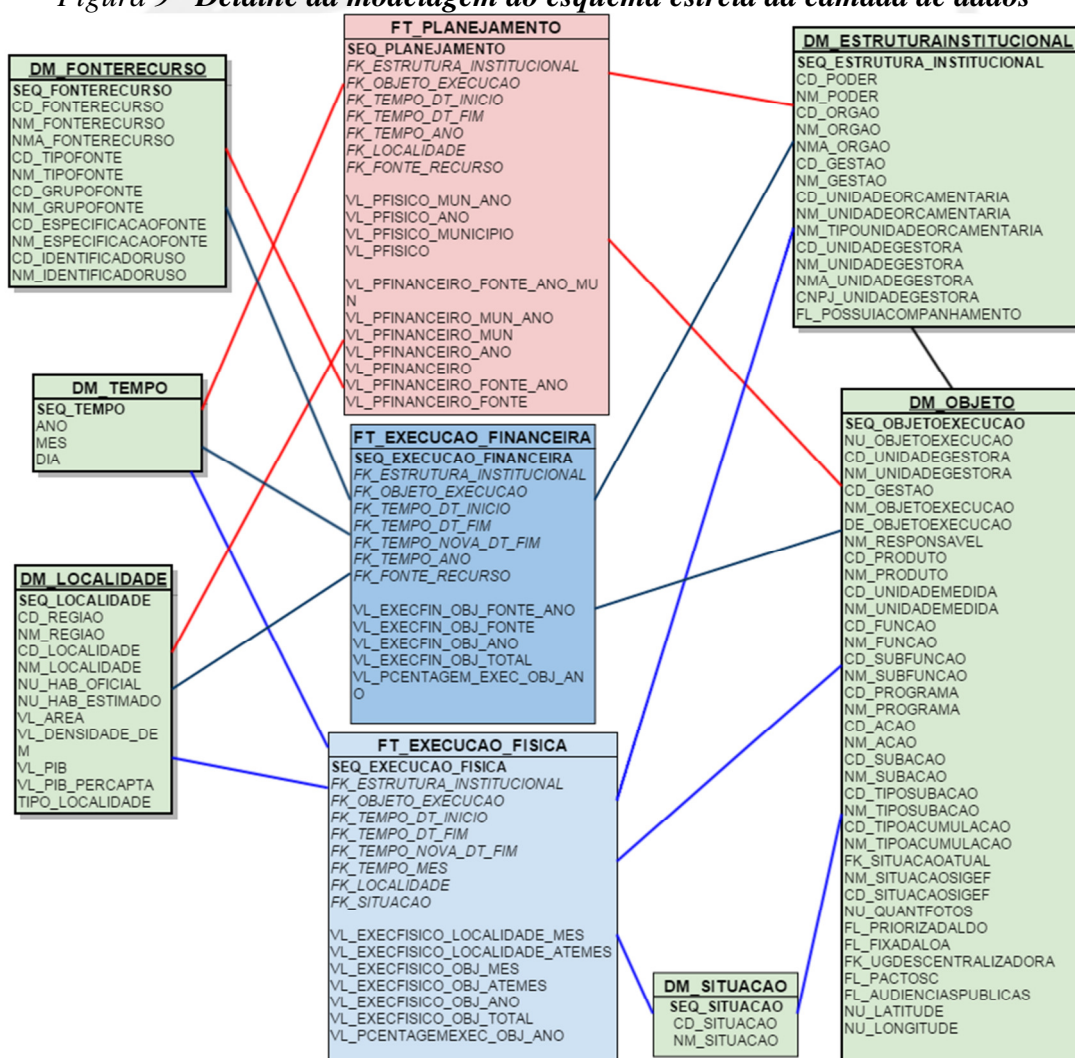 Figura 9 - Detalhe da modelagem do esquema estrela da camada de dados
FT_PLANEJAMENTO
SEQ_PLANEJAMENTO
FK_ESTRUTURA_INSTITUCIONAL
FK_OBJETO_EXECUCAO
FK_TEMPO_DT_INICIO
FK_TEMPO_DT_FIM
FK_TEMPO_ANO
FK_LOCALIDADE
FK_FONTE_RECURSO
VL_PFISICO_MUN_ANO
VL_PFISICO_ANO
VL_PFISICO_MUNICIPIO
VL_PFISICO
VL_PFINANCEIRO_FONTE_ANO_MU
N
VL_PFINANCEIRO_MUN_ANO
VL_PFINANCEIRO_MUN
VL_PFINANCEIRO_ANO
VL_PFINANCEIRO
VL_PFINANCEIRO_FONTE_ANO
VL_PFINANCEIRO_FONTE
DM_FONTERECURSO
SEQ_FONTERECURSO
CD_FONTERECURSO
NM_FONTERECURSO
NMA_FONTERECURSO
CD_TIPOFONTE
NM_TIPOFONTE
CD_GRUPOFONTE
NM_GRUPOFONTE
CD_ESPECIFICACAOFONTE
NM_ESPECIFICACAOFONTE
CD_IDENTIFICADORUSO
NM_IDENTIFICADORUSO
DM_ESTRUTURAINSTITUCIONAL
SEQ_ESTRUTURA_INSTITUCIONAL
CD_PODER
NM_PODER
CD_ORGAO
NM_ORGAO
NMA_ORGAO
CD_GESTAO
NM_GESTAO
CD_UNIDADEORCAMENTARIA
NM_UNIDADEORCAMENTARIA
NM_TIPOUNIDADEORCAMENTARIA
CD_UNIDADEGESTORA
NM_UNIDADEGESTORA
NMA_UNIDADEGESTORA
CNPJ_UNIDADEGESTORA
FL_POSSUIACOMPANHAMENTO
DM_TEMPO
SEQ_TEMPO
ANO
MES
DIA
FT_EXECUCAO_FINANCEIRA
SEQ_EXECUCAO_FINANCEIRA
FK_ESTRUTURA_INSTITUCIONAL
FK_OBJETO_EXECUCAO
FK_TEMPO_DT_INICIO
FK_TEMPO_DT_FIM
FK_TEMPO_NOVA_DT_FIM
FK_TEMPO_ANO
FK_FONTE_RECURSO
VL_EXECFIN_OBJ_FONTE_ANO
VL_EXECFIN_OBJ_FONTE
VL_EXECFIN_OBJ_ANO
VL_EXECFIN_OBJ_TOTAL
VL_PCENTAGEM_EXEC_OBJ_AN
O
DM_OBJETO
SEQ_OBJETOEXECUCAO
NU_OBJETOEXECUCAO
CD_UNIDADEGESTORA
NM_UNIDADEGESTORA
CD_GESTAO
NM_OBJETOEXECUCAO
DE_OBJETOEXECUCAO
NM_RESPONSAVEL
CD_PRODUTO
NM_PRODUTO
CD_UNIDADEMEDIDA
NM_UNIDADEMEDIDA
CD_FUNCAO
NM_FUNCAO
CD_SUBFUNCAO
NM_SUBFUNCAO
CD_PROGRAMA
NM_PROGRAMA
CD_ACAO
NM_ACAO
CD_SUBACAO
NM_SUBACAO
CD_TIPOSUBACAO
NM_TIPOSUBACAO
CD_TIPOACUMULACAO
NM_TIPOACUMULACAO
FK_SITUACAOATUAL
NM_SITUACAOSIGEF
CD_SITUACAOSIGEF
NU_QUANTFOTOS
FL_PRIORIZADALDO
FL_FIXADALOA
FK_UGDESCENTRALIZADORA
FL_PACTOSC
FL_AUDIENCIASPUBLICAS
NU_LATITUDE
NU_LONGITUDE
DM_LOCALIDADE
SEQ_LOCALIDADE
CD_REGIAO
NM_REGIAO
CD_LOCALIDADE
NM_LOCALIDADE
NU_HAB_OFICIAL
NU_HAB_ESTIMADO
VL_AREA
VL_DENSIDADE_DE
M
VL_PIB
VL_PIB_PERCAPTA
TIPO_LOCALIDADE
FT_EXECUCAO_FISICA
SEQ_EXECUCAO_FISICA
FK_ESTRUTURA_INSTITUCIONAL
FK_OBJETO_EXECUCAO
FK_TEMPO_DT_INICIO
FK_TEMPO_DT_FIM
FK_TEMPO_NOVA_DT_FIM
FK_TEMPO_MES
FK_LOCALIDADE
FK_SITUACAO
VL_EXECFISICO_LOCALIDADE_MES
VL_EXECFISICO_LOCALIDADE_ATEMES
VL_EXECFISICO_OBJ_MES
VL_EXECFISICO_OBJ_ATEMES
VL_EXECFISICO_OBJ_ANO
VL_EXECFISICO_OBJ_TOTAL
VL_PCENTAGEMEXEC_OBJ_ANO
DM_SITUACAO
SEQ_SITUACAO
CD_SITUACAO
NM_SITUACAO